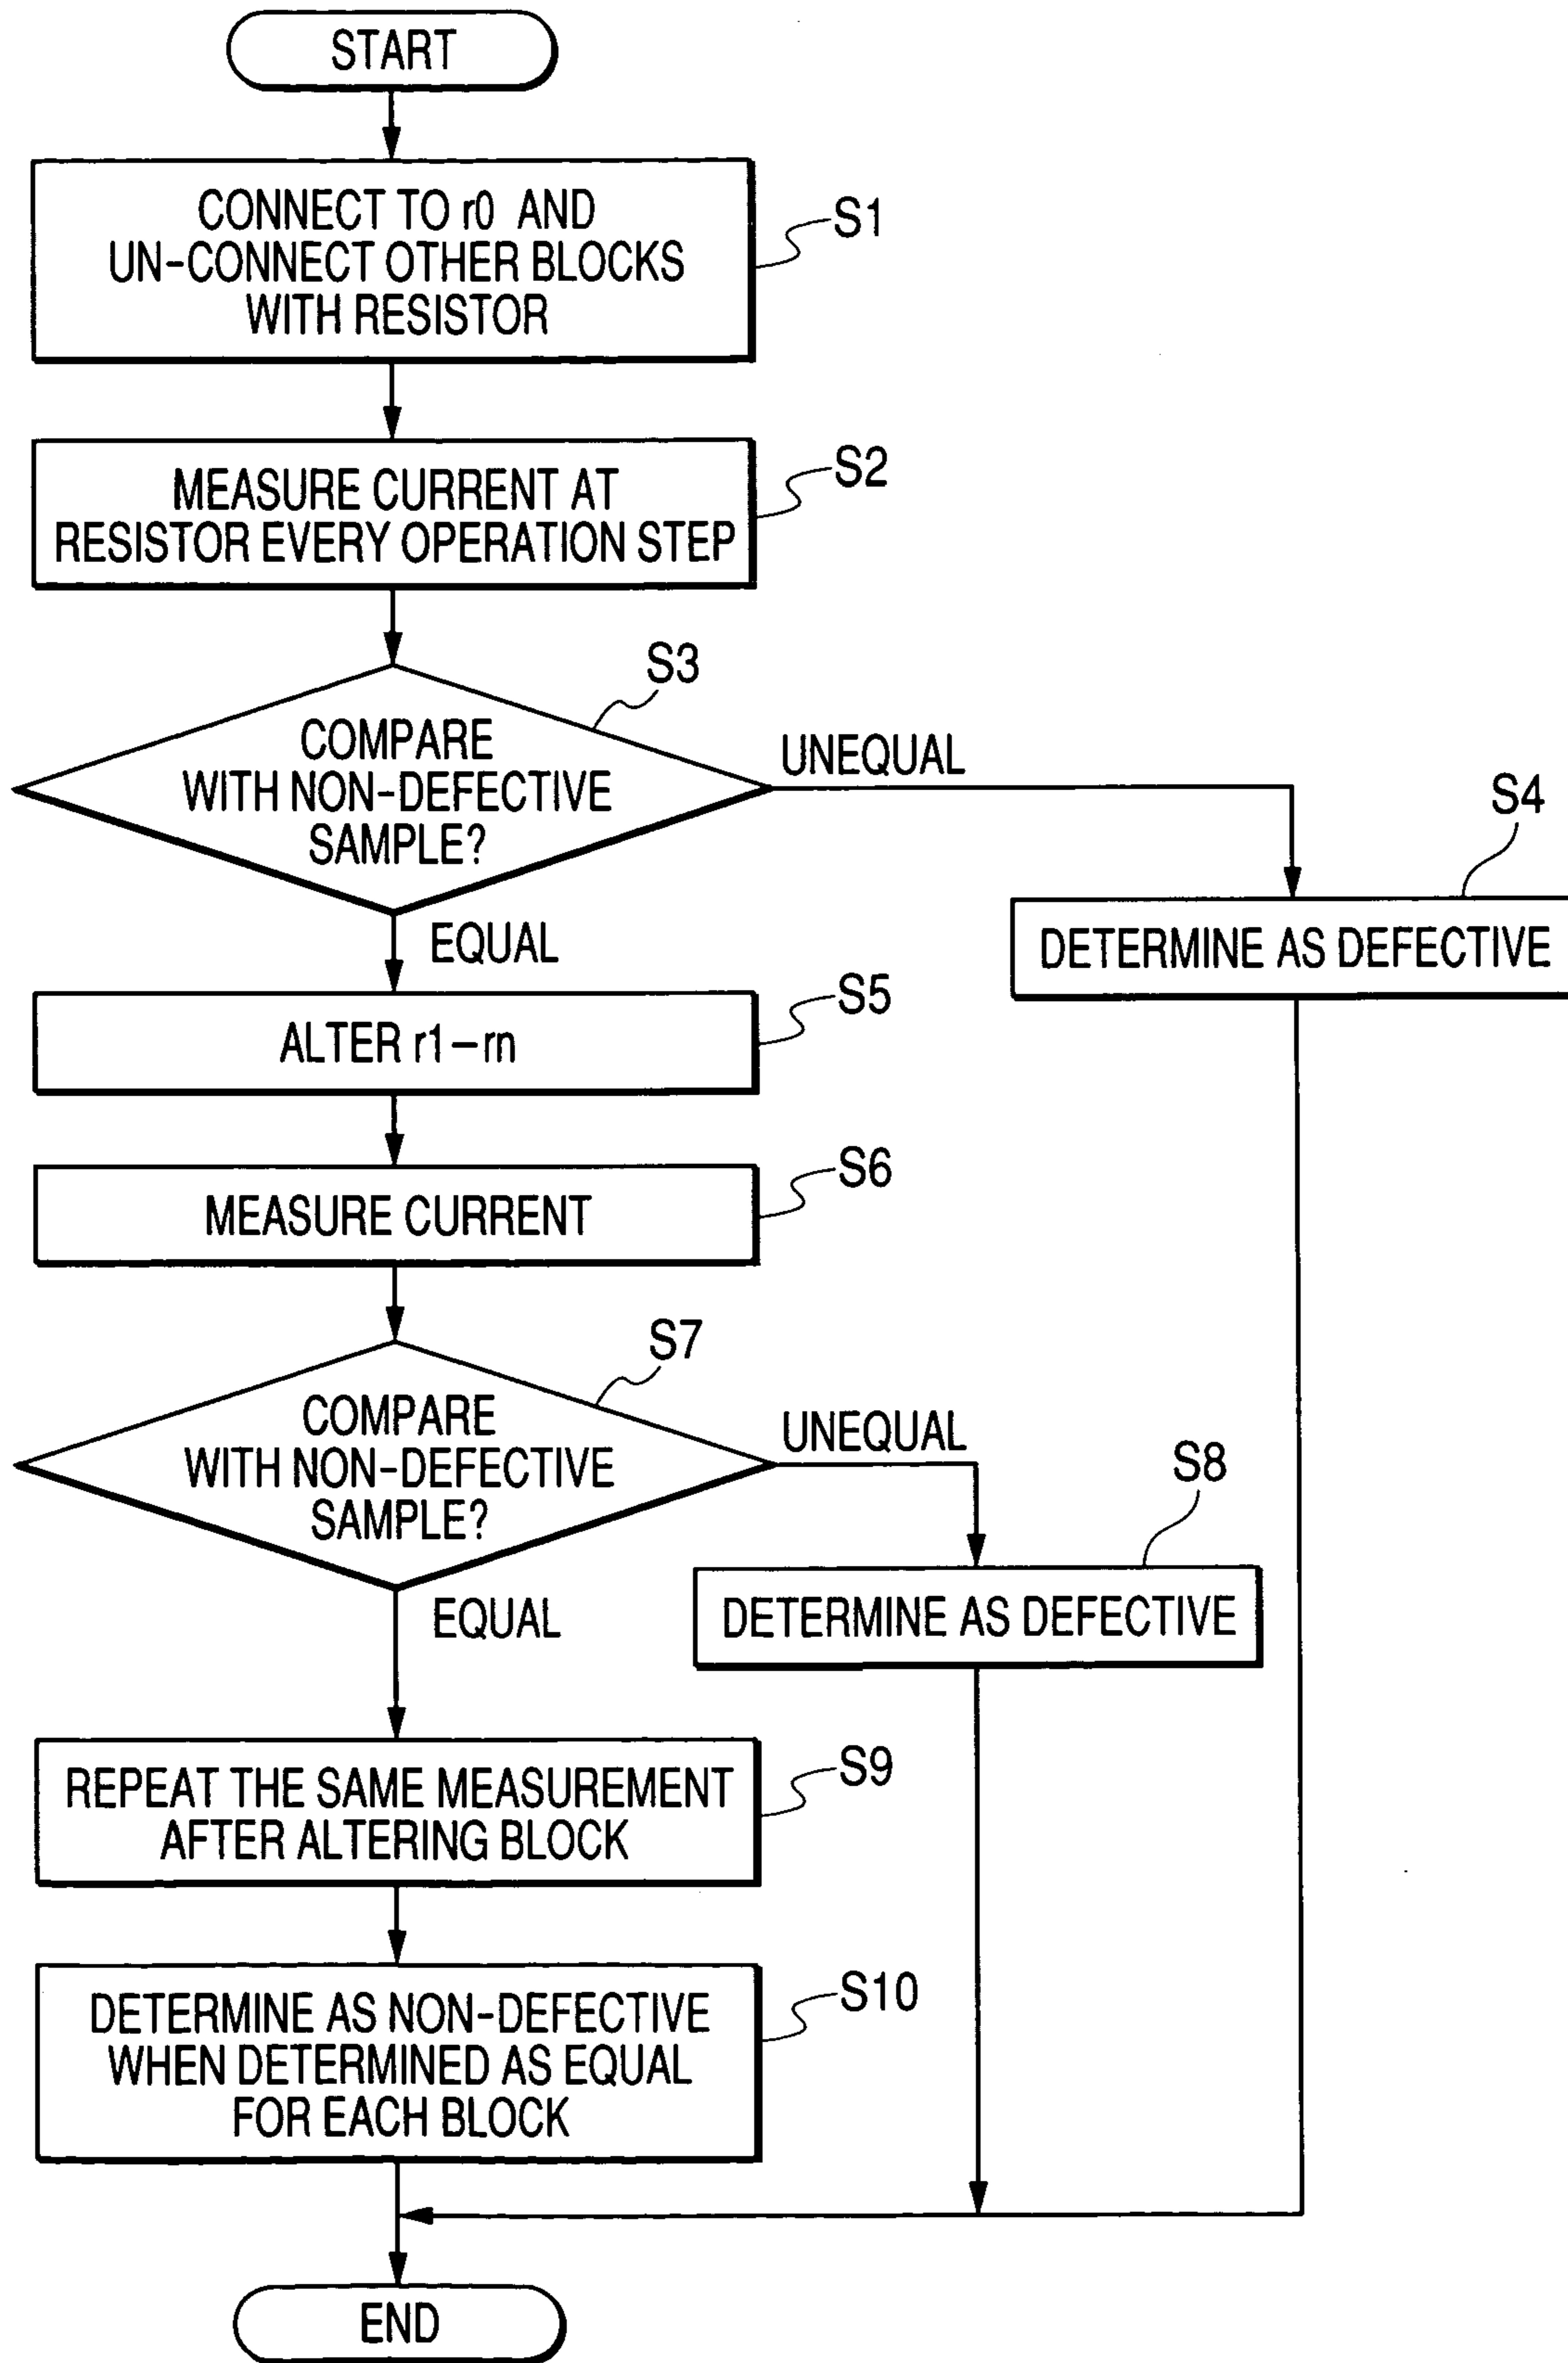 START
CONNECT TO r0 AND
UN-CONNECT OTHER BLOCKS
WITH RESISTOR
S1
MEASURE CURRENT AT
RESISTOR EVERY OPERATION STEP
S2
S3
COMPARE
WITH NON-DEFECTIVE
SAMPLE?
UNEQUAL
S4
DETERMINE AS DEFECTIVE
EQUAL
S5
ALTER r1-rn
S6
MEASURE CURRENT
S7
COMPARE
WITH NON-DEFECTIVE
SAMPLE?
UNEQUAL
S8
DETERMINE AS DEFECTIVE
EQUAL
S9
REPEAT THE SAME MEASUREMENT
AFTER ALTERING BLOCK
S10
DETERMINE AS NON-DEFECTIVE
WHEN DETERMINED AS EQUAL
FOR EACH BLOCK
END